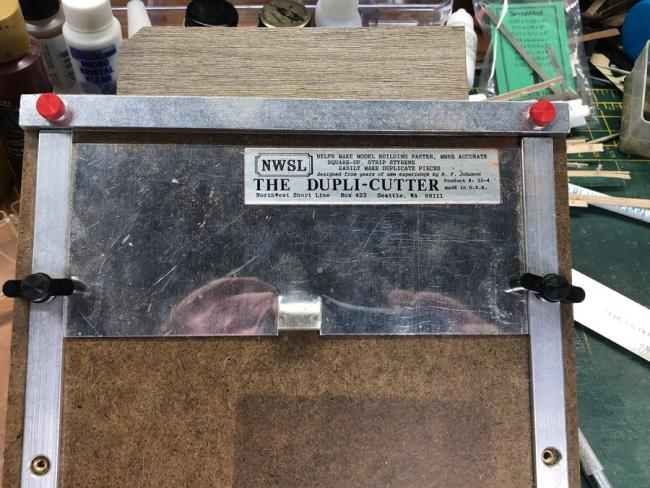 SierraWest
NWSL
HELPS MAKE MODEL BUILDING FASTER, MORE ACCURATE
SQUARE-UP, STRIP STYRENE
EASILY MAKE DUPLICATE PIECES
designed from years of use experience by R. F. Johnson
THE DUPLI-CUTTER
Product #: 52-4
made in U.S.A.
NorthWest Short Line Box 423 Seattle, WA. 98111